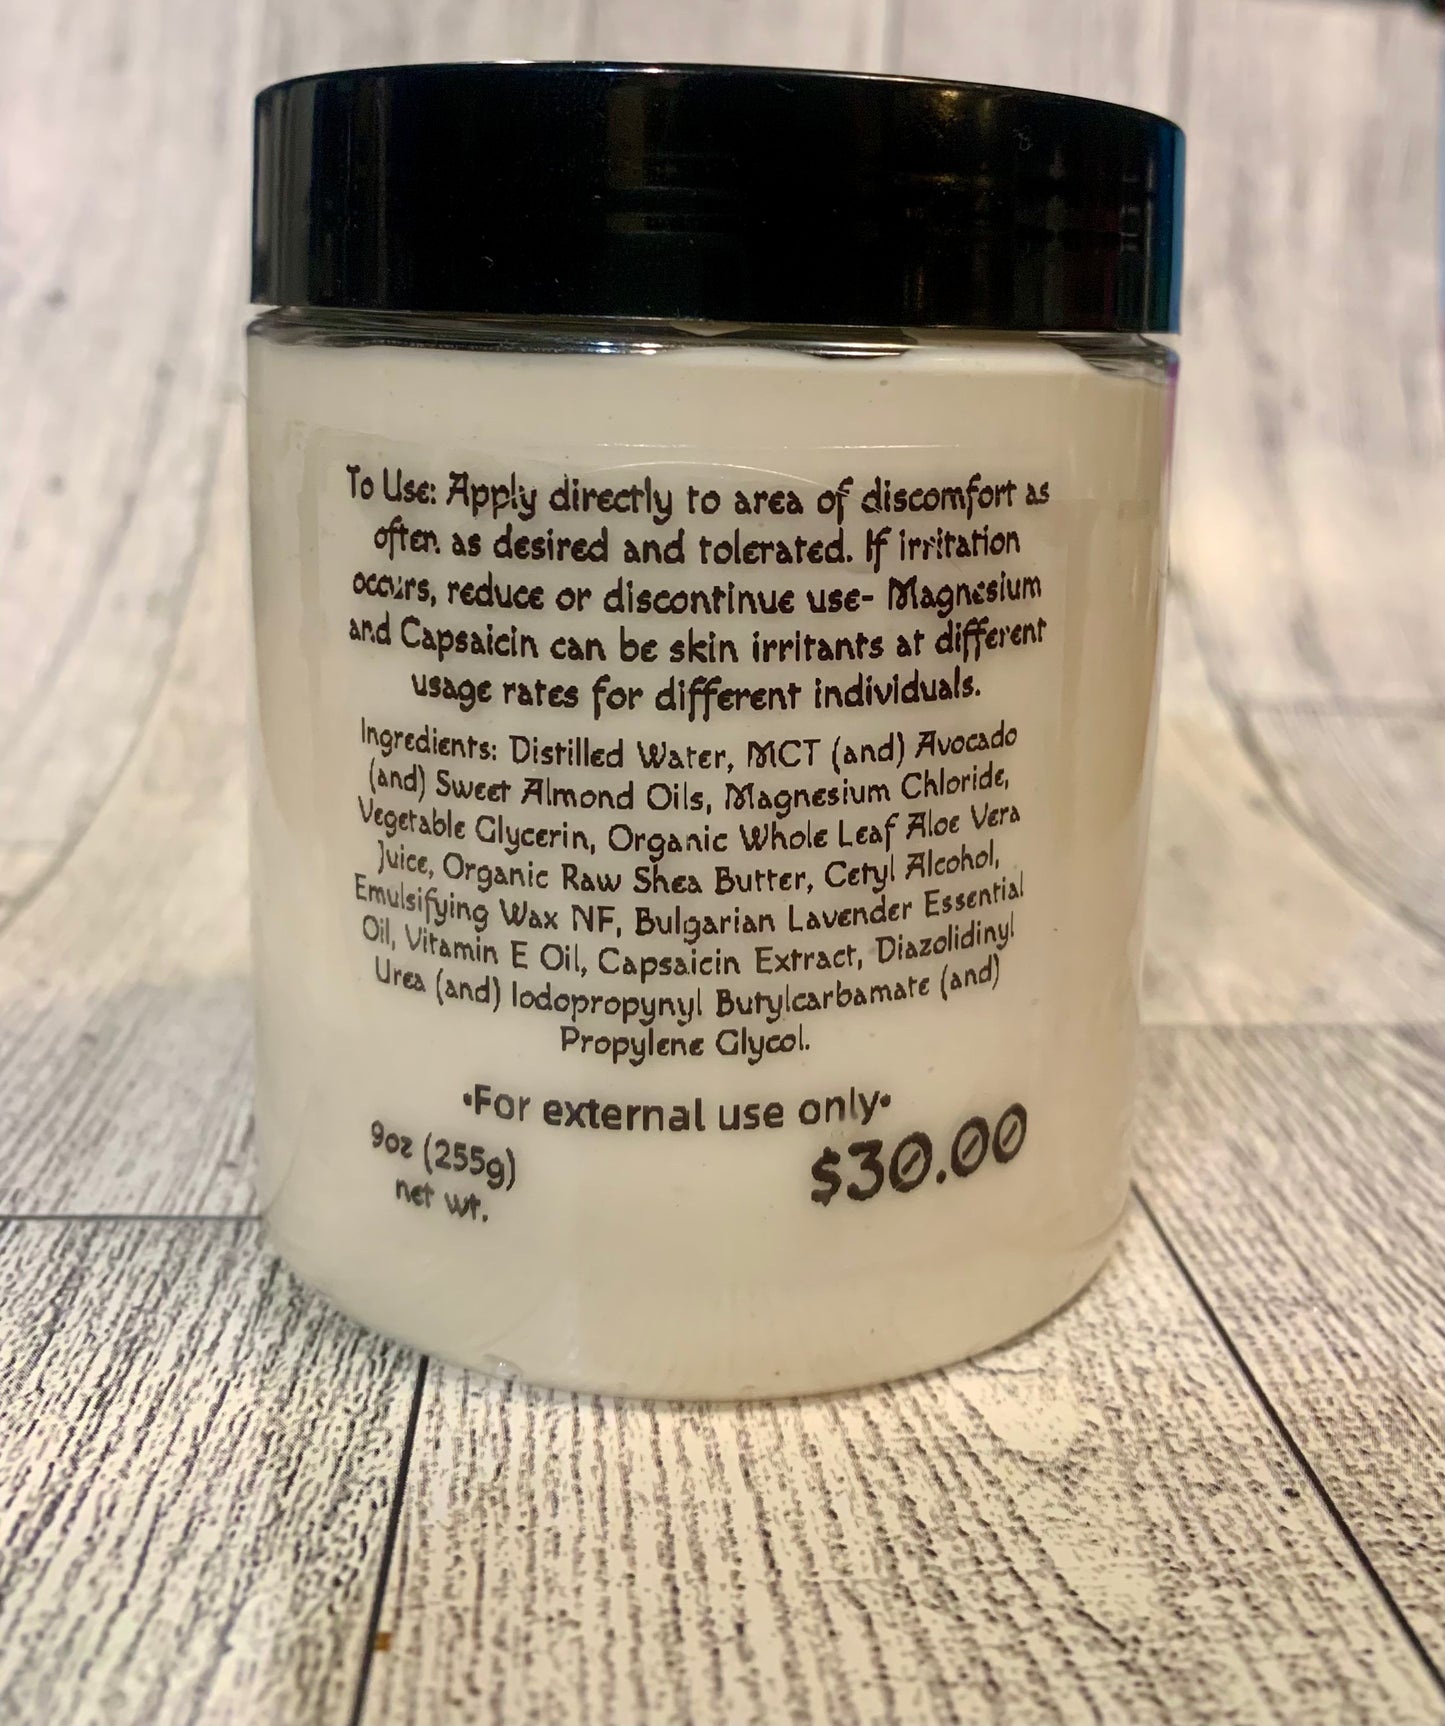 To Use: Apply directly to area of discomfort as
often as desired and tolerated. If irritation
occurs, reduce or discontinue use- Magnesium
and Capsaicin can be skin irritants at different
usage rates for different individuals.
Ingredients: Distilled Water, MCT (and) Avocado
(and) Sweet Almond Oils, Magnesium Chloride,
Vegetable Glycerin, Organic Whole Leaf Aloe Vera
Juice, Organic Raw Shea Butter, Cetyl Alcohol,
Emulsifying Wax NF, Bulgarian Lavender Essential
Oil, Vitamin E Oil, Capsaicin Extract, Diazolidinyl
Urea (and) Iodopropynyl Butylcarbamate (and)
Propylene Glycol.
•For external use only•
9oz (255g)
net wt.
$30.00